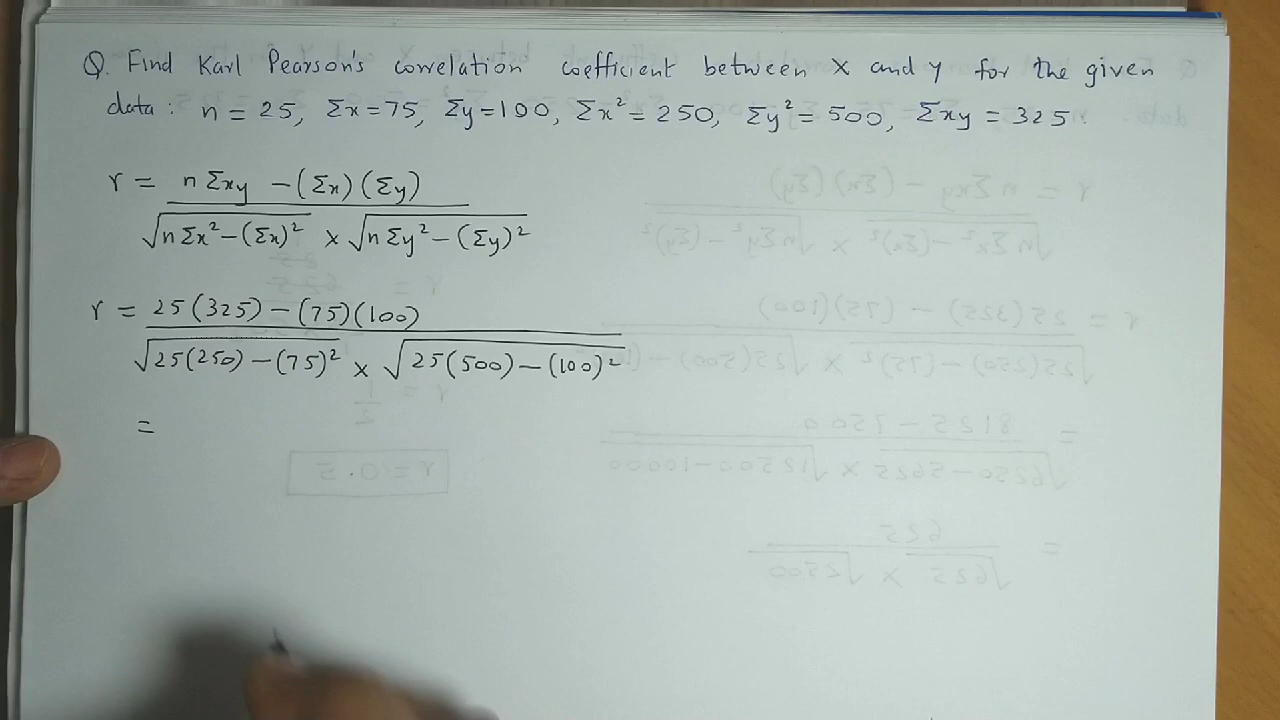 Q. Find Karl Pearson's correlation coefficient between X and y for the given
data: n = 25, Σx=75, Σy=100, Σx² = 250, Σy² = 500, Σxy = 325.
r = n Σxy - (Σx)(Σy)
√nΣx²-(Σx)² × √nΣy²-(Σy)²
r = 25(325)-(75)(100)
√25(250)-(75)² × √25(500)-(100)²
=